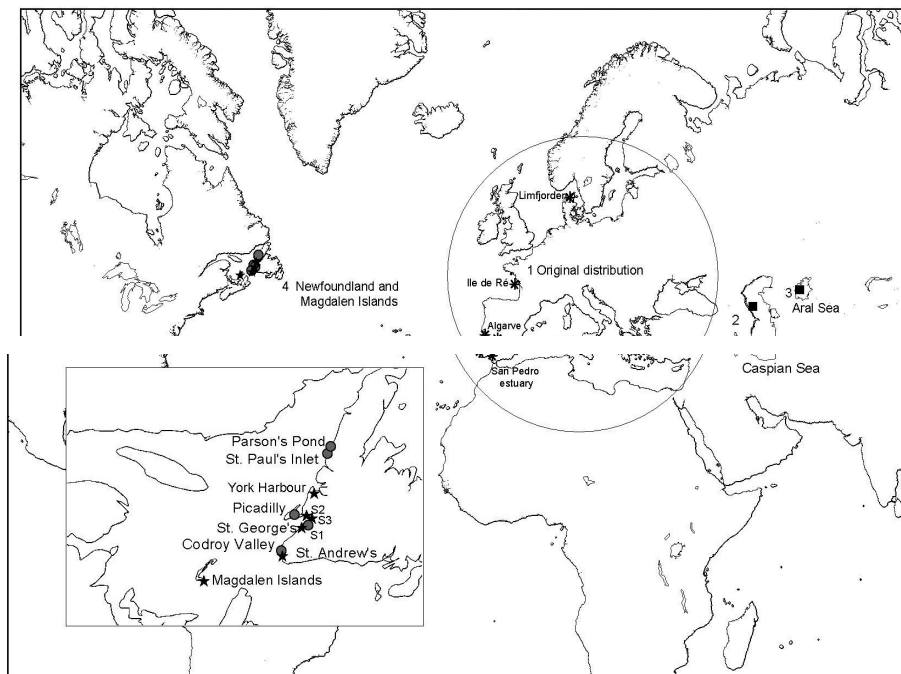 Limfjorden
1 Original distribution
Ile de Ré
4 Newfoundland and
Magdalen Islands
3
Aral Sea
2
Algarve
San Pedro
estuary
Caspian Sea
Parson's Pond
St. Paul's Inlet
York Harbour
Picadilly
S2
S3
St. George's
S1
Codroy Valley
St. Andrew's
Magdalen Islands